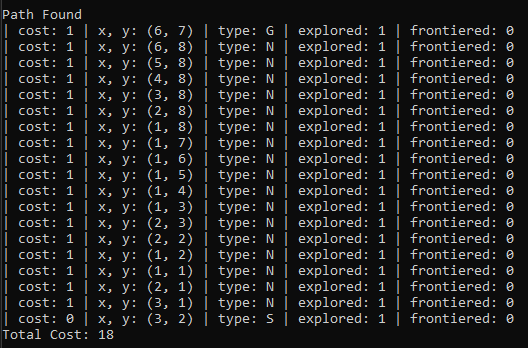 Path Found
| cost: 1 | x, y: (6, 7) | type: G | explored: 1 | frontiered: 0
| cost: 1 | x, y: (6, 8) | type: N | explored: 1 | frontiered: 0
| cost: 1 | x, y: (5, 8) | type: N | explored: 1 | frontiered: 0
| cost: 1 | x, y: (4, 8) | type: N | explored: 1 | frontiered: 0
| cost: 1 | x, y: (3, 8) | type: N | explored: 1 | frontiered: 0
| cost: 1 | x, y: (2, 8) | type: N | explored: 1 | frontiered: 0
| cost: 1 | x, y: (1, 8) | type: N | explored: 1 | frontiered: 0
| cost: 1 | x, y: (1, 7) | type: N | explored: 1 | frontiered: 0
| cost: 1 | x, y: (1, 6) | type: N | explored: 1 | frontiered: 0
| cost: 1 | x, y: (1, 5) | type: N | explored: 1 | frontiered: 0
| cost: 1 | x, y: (1, 4) | type: N | explored: 1 | frontiered: 0
| cost: 1 | x, y: (1, 3) | type: N | explored: 1 | frontiered: 0
| cost: 1 | x, y: (2, 3) | type: N | explored: 1 | frontiered: 0
| cost: 1 | x, y: (2, 2) | type: N | explored: 1 | frontiered: 0
| cost: 1 | x, y: (1, 2) | type: N | explored: 1 | frontiered: 0
| cost: 1 | x, y: (1, 1) | type: N | explored: 1 | frontiered: 0
| cost: 1 | x, y: (2, 1) | type: N | explored: 1 | frontiered: 0
| cost: 1 | x, y: (3, 1) | type: N | explored: 1 | frontiered: 0
| cost: 0 | x, y: (3, 2) | type: S | explored: 1 | frontiered: 0
Total Cost: 18